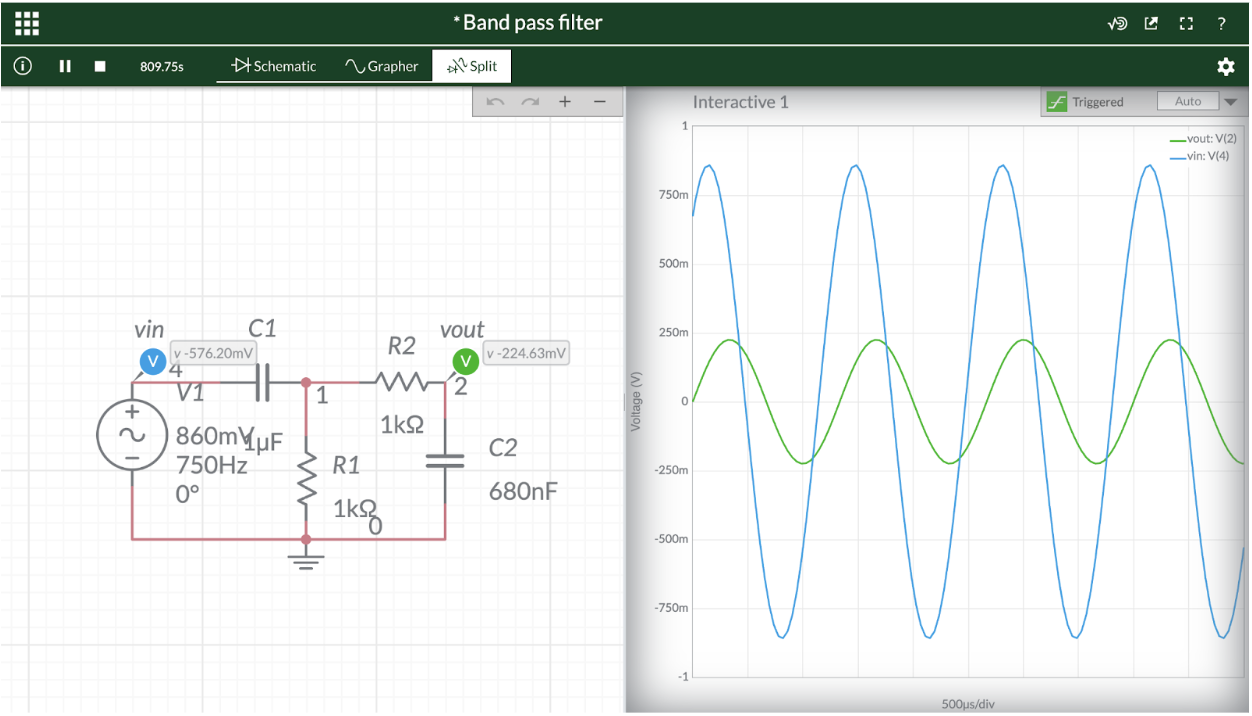 * Band pass filter
?
809.75s
Schematic
Grapher
Split
+ −
Interactive 1
Triggered
Auto
vin
V
v -576.20mV
4
V1
860mV
750Hz
0°
C1
1µF
1
R2
1kΩ
vout
V
v -224.63mV
2
R1
1kΩ
0
C2
680nF
vout: V(2)
vin: V(4)
Voltage (V)
1
750m
500m
250m
0
-250m
-500m
-750m
-1
500µs/div